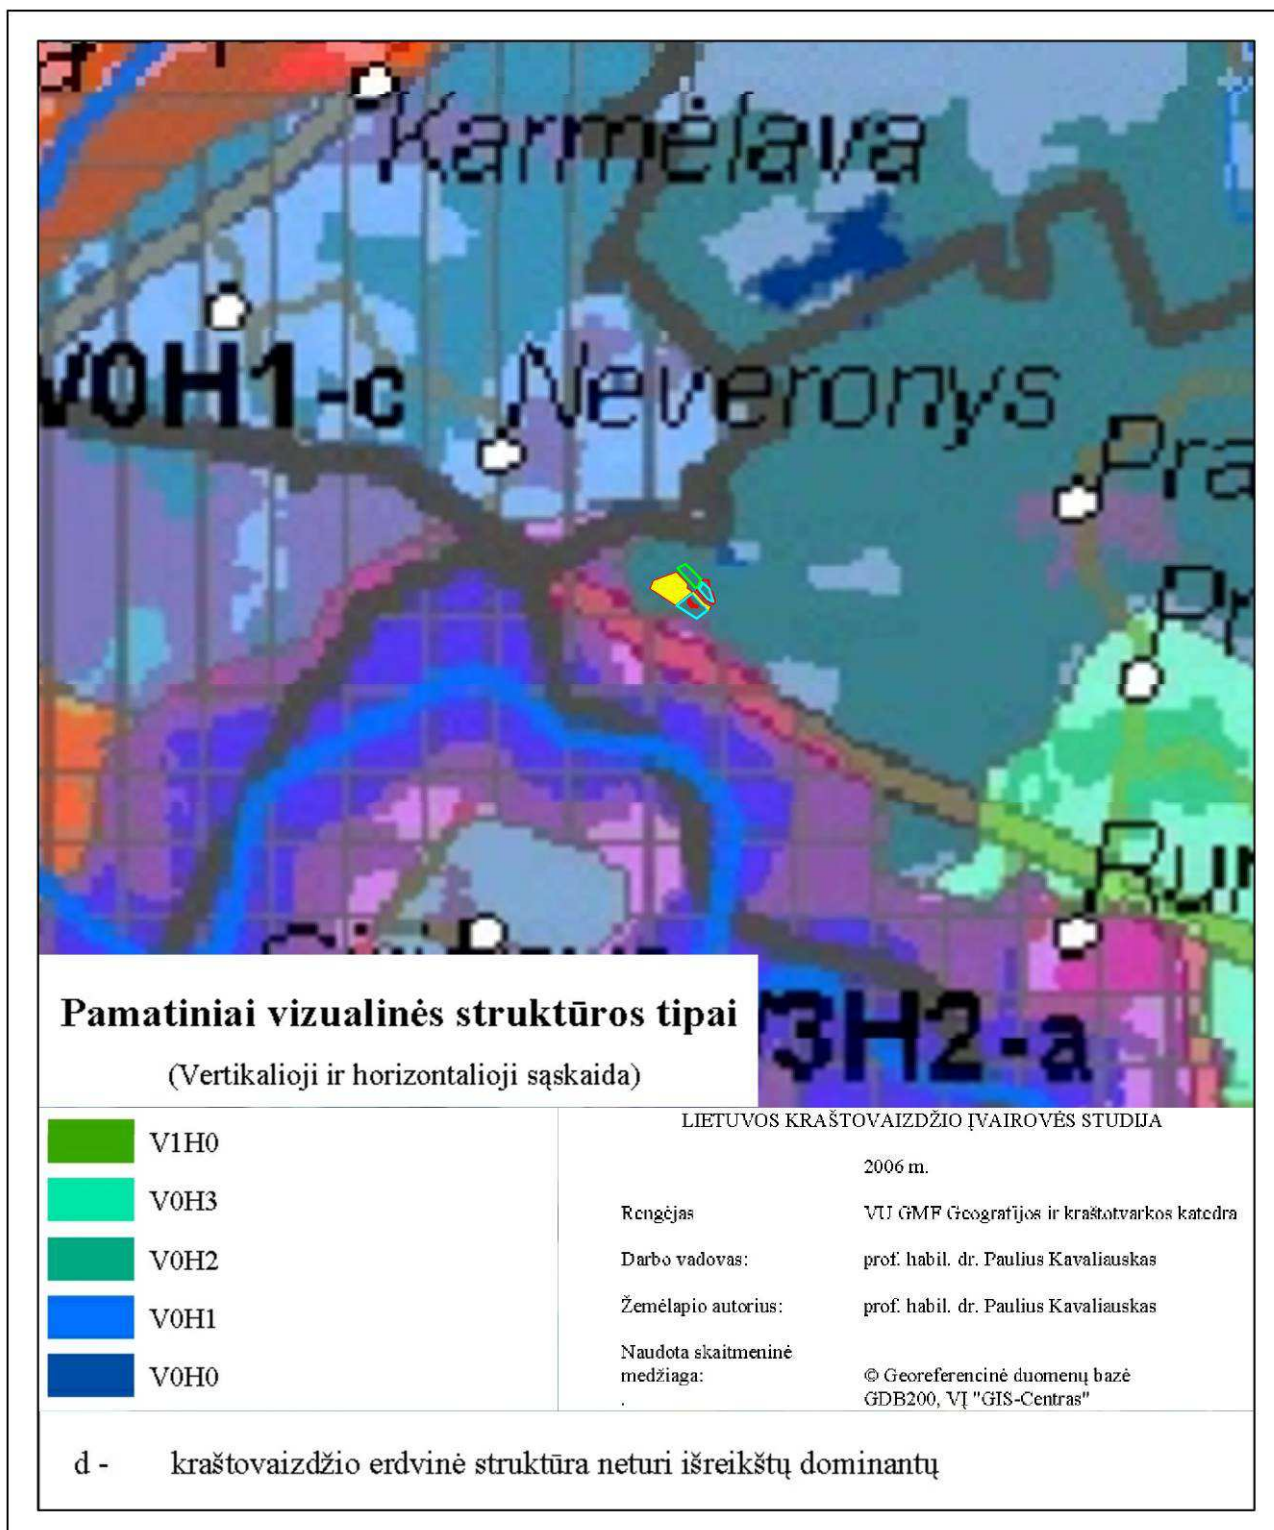 Karmėlava
V0H1-c
Neveronys
Pra
Pr
Rum
V3H2-a
Pamatiniai vizualinės struktūros tipai
(Vertikalioji ir horizontalioji sąskaida)
V1H0
V0H3
V0H2
V0H1
V0H0
LIETUVOS KRAŠTOVAIZDŽIO ĮVAIROVĖS STUDIJA
2006 m.
Rengėjas VU GMF Geografijos ir kraštotvarkos katedra
Darbo vadovas: prof. habil. dr. Paulius Kavaliauskas
Žemėlapio autorius: prof. habil. dr. Paulius Kavaliauskas
Naudota skaitmeninė
medžiaga: © Georeferencinė duomenų bazė
. GDB200, VĮ "GIS-Centras"
d - kraštovaizdžio erdvinė struktūra neturi išreikštų dominantų